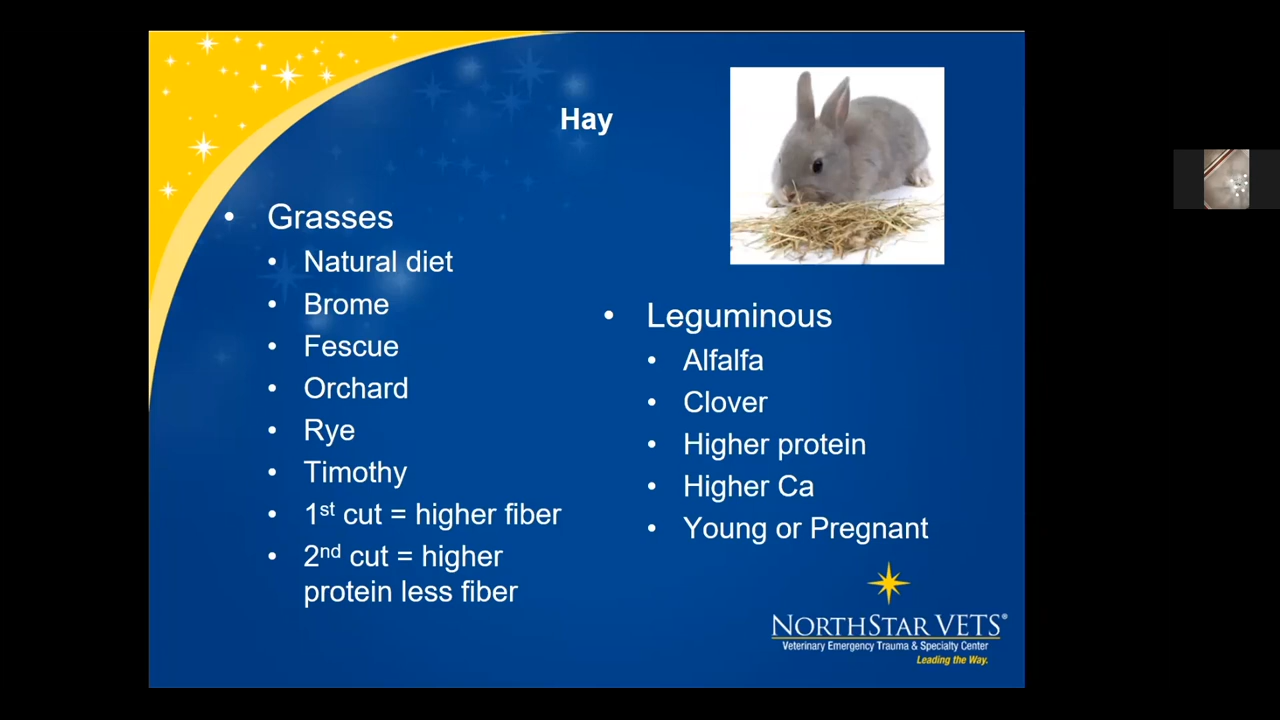 Hay
• Grasses
• Natural diet
• Brome
• Fescue
• Orchard
• Rye
• Timothy
• 1st cut = higher fiber
• 2nd cut = higher
protein less fiber
• Leguminous
• Alfalfa
• Clover
• Higher protein
• Higher Ca
• Young or Pregnant
NORTHSTAR VETS®
Veterinary Emergency Trauma & Specialty Center
Leading the Way.